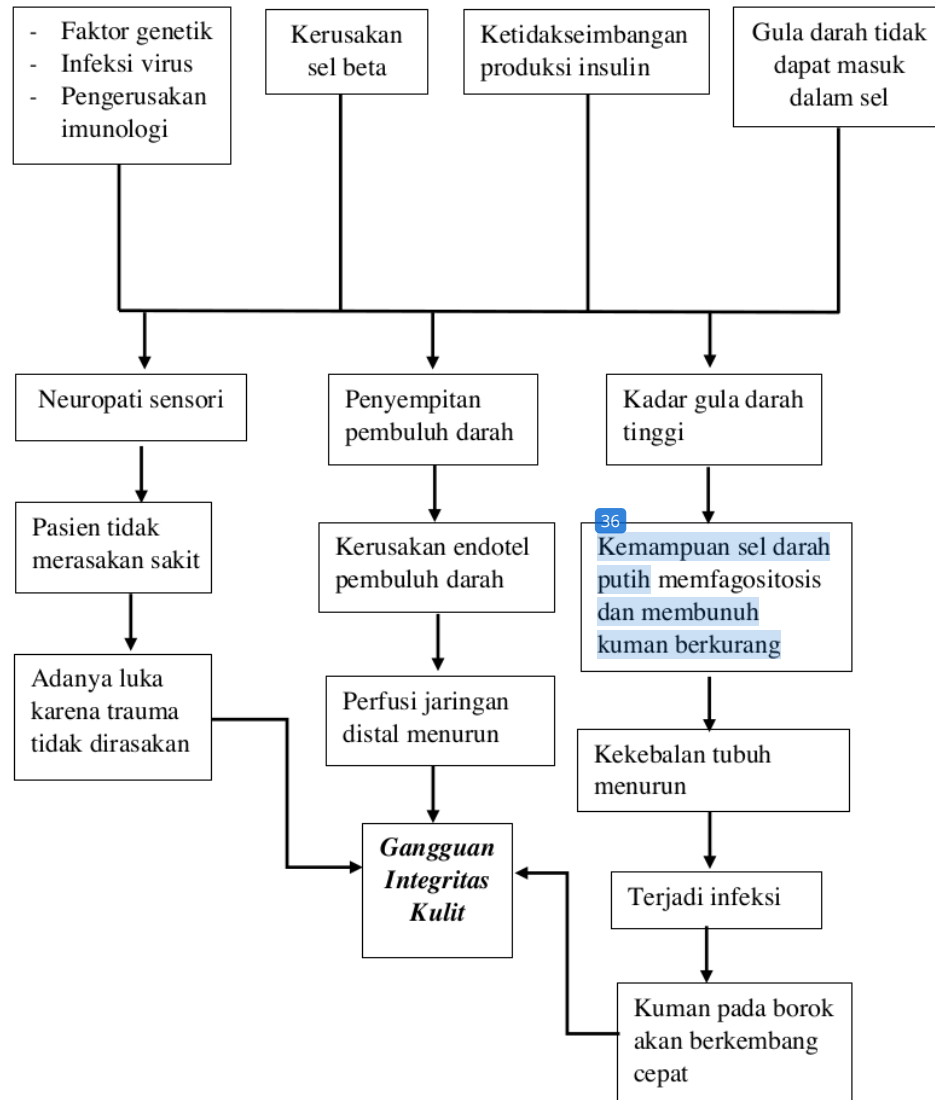 - Faktor genetik
- Infeksi virus
- Pengerusakan
imunologi
Kerusakan
sel beta
Ketidakseimbangan
produksi insulin
Gula darah tidak
dapat masuk
dalam sel
Neuropati sensori
Pasien tidak
merasakan sakit
Adanya luka
karena trauma
tidak dirasakan
Penyempitan
pembuluh darah
Kerusakan endotel
pembuluh darah
Perfusi jaringan
distal menurun
Gangguan
Integritas
Kulit
Kadar gula darah
tinggi
36
Kemampuan sel darah
putih memfagositosis
dan membunuh
kuman berkurang
Kekebalan tubuh
menurun
Terjadi infeksi
Kuman pada borok
akan berkembang
cepat